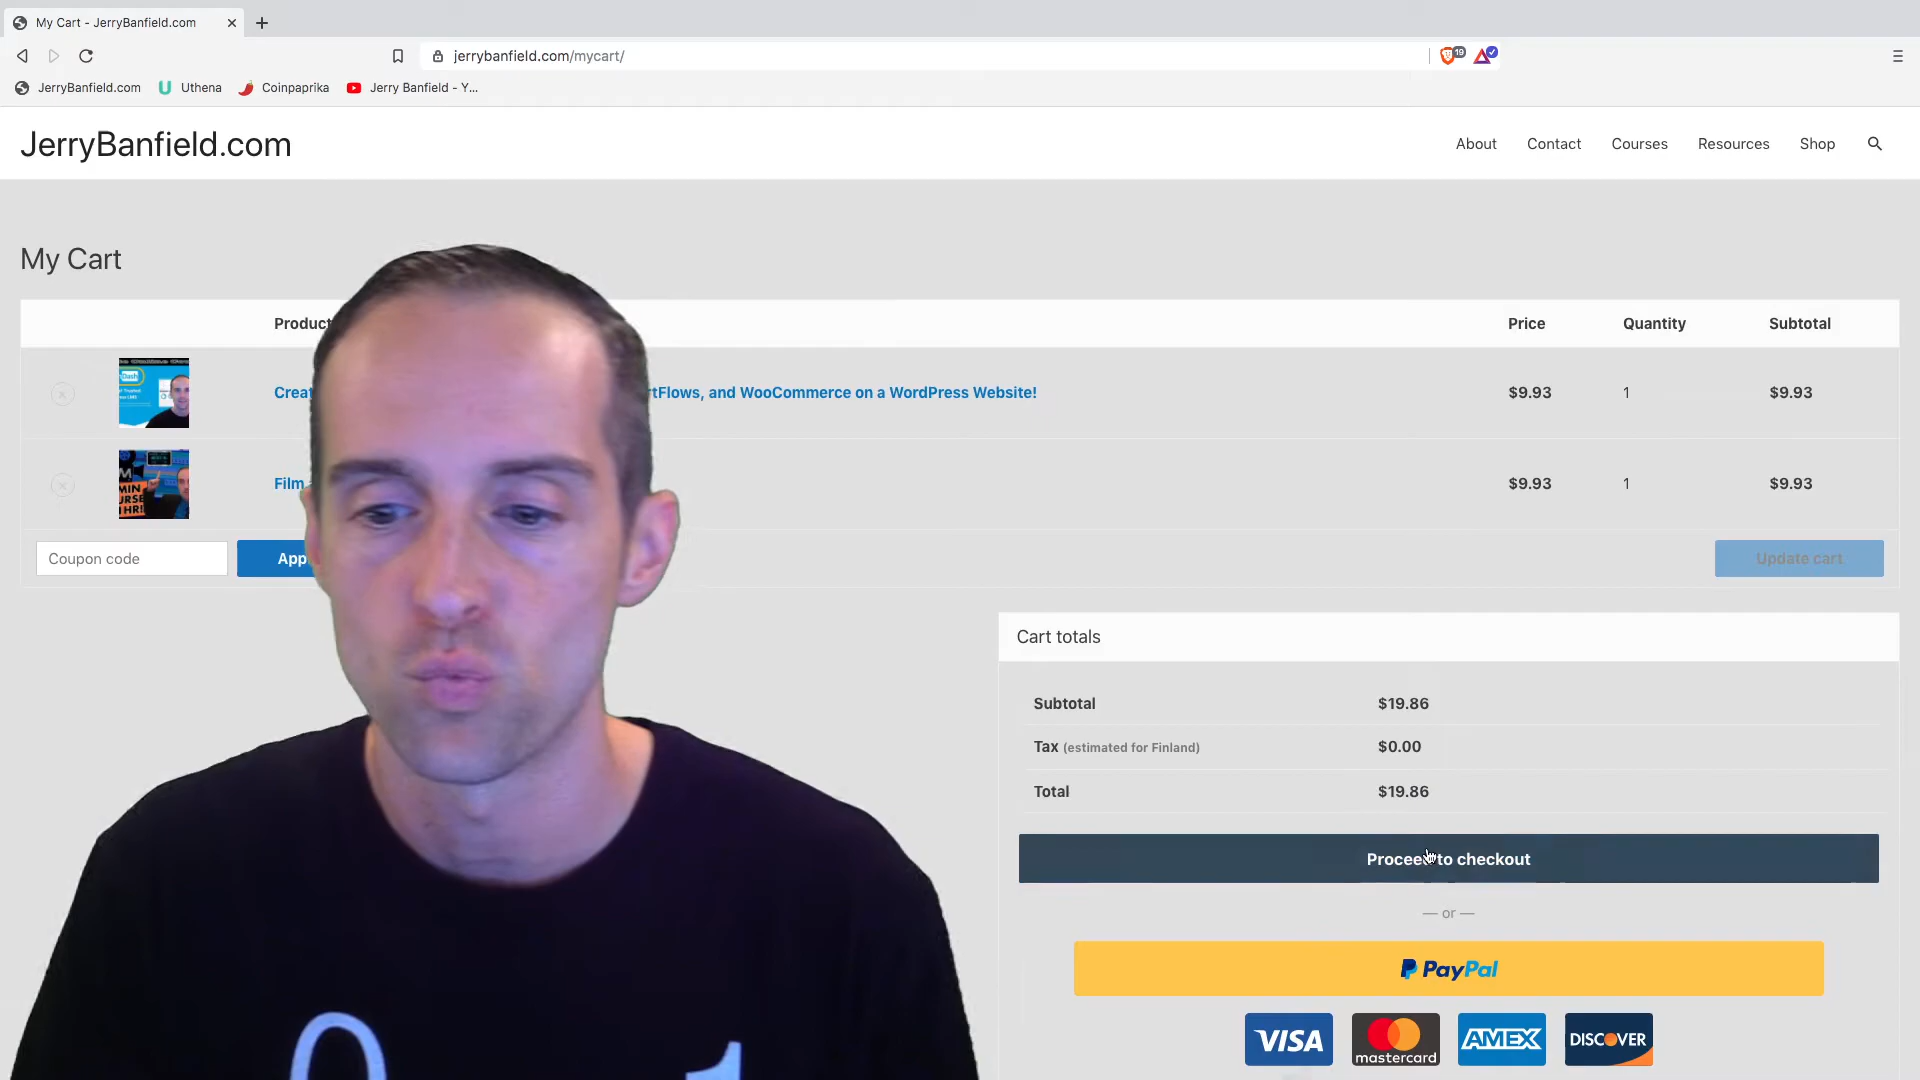 My Cart - JerryBanfield.com
jerrybanfield.com/mycart/
19
JerryBanfield.com
Uthena
Coinpaprika
Jerry Banfield - Y...
JerryBanfield.com
About
Contact
Courses
Resources
Shop
My Cart
Product
Price
Quantity
Subtotal
Creat
tFlows, and WooCommerce on a WordPress Website!
$9.93
1
$9.93
Film
$9.93
1
$9.93
Coupon code
App
Update cart
Cart totals
Subtotal
$19.86
Tax (estimated for Finland)
$0.00
Total
$19.86
Proceed to checkout
— or —
PayPal
VISA
mastercard
AMEX
DISCOVER